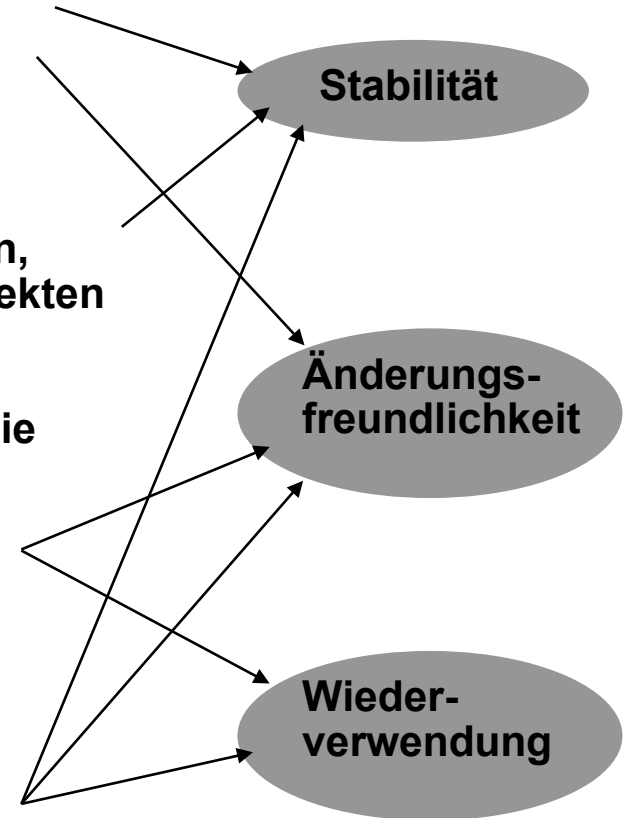 Stabilität
n,
ekten
Änderungs-
freundlichkeit
ie
Wieder-
verwendung